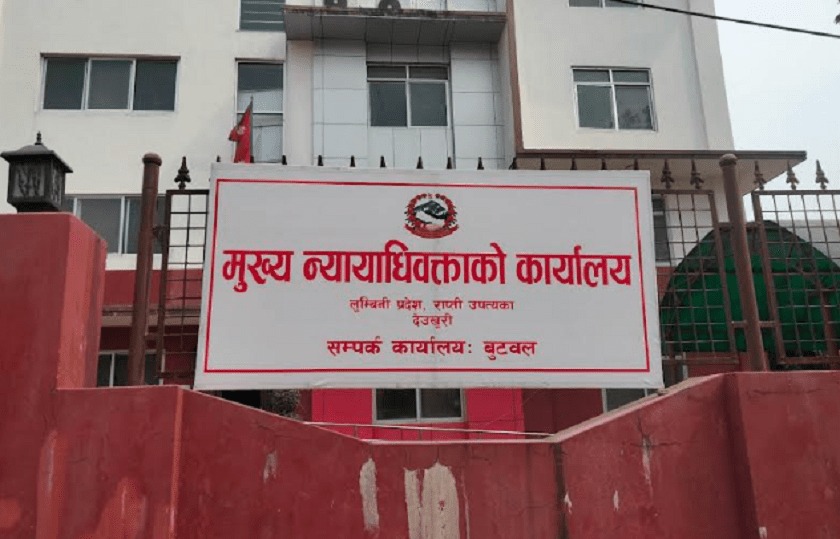 मुख्य न्यायाधिवक्ताको कार्यालय
लुम्बिनी प्रदेश, राप्ती उपत्यका
देउखुरी
सम्पर्क कार्यालयः बुटवल